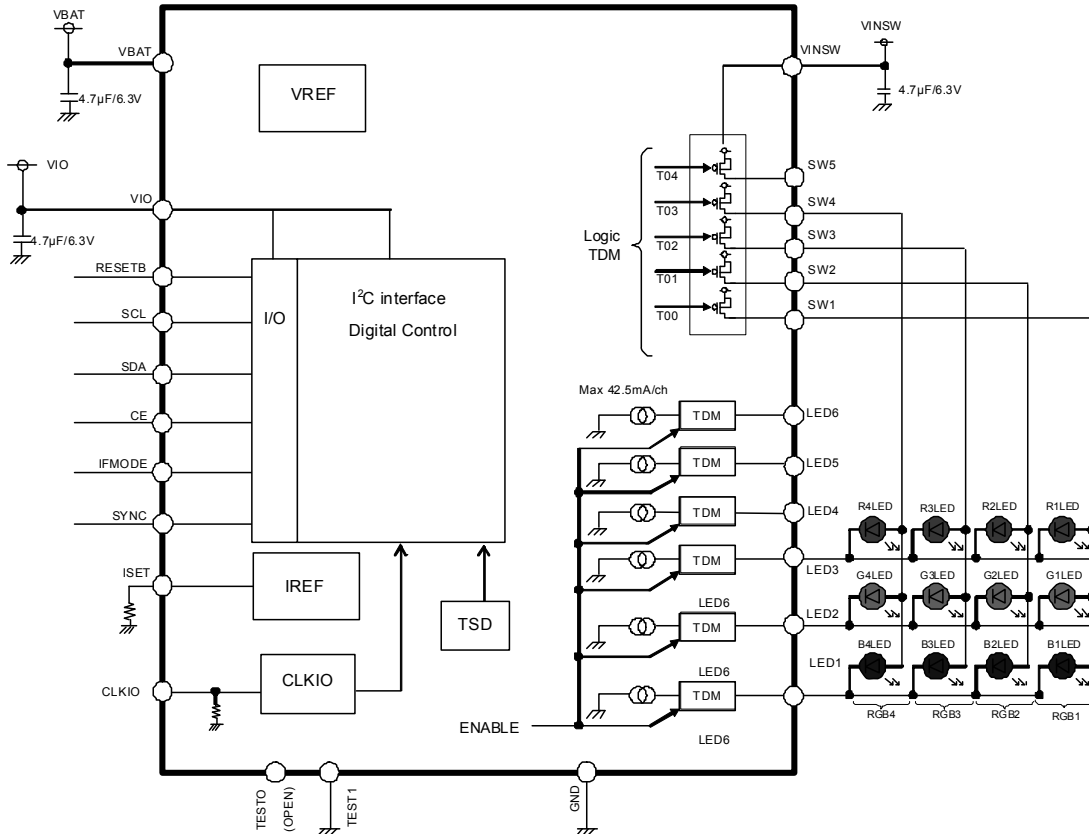 VBAT
VBAT
4.7µF/6.3V
VREF
VINSW
VINSW
4.7µF/6.3V
VIO
VIO
4.7µF/6.3V
RESETB
SCL
SDA
CE
IFMODE
SYNC
ISET
CLKIO
I/O
I²C interface
Digital Control
IREF
TSD
CLKIO
Logic
TDM
T04
T03
T02
T01
T00
SW5
SW4
SW3
SW2
SW1
Max 42.5mA/ch
TDM
LED6
TDM
LED5
TDM
LED4
TDM
LED3
LED6
TDM
LED2
LED6
TDM
LED1
LED6
ENABLE
R4LED
R3LED
R2LED
R1LED
G4LED
G3LED
G2LED
G1LED
B4LED
B3LED
B2LED
B1LED
RGB4
RGB3
RGB2
RGB1
TESTO
(OPEN)
TEST1
GND